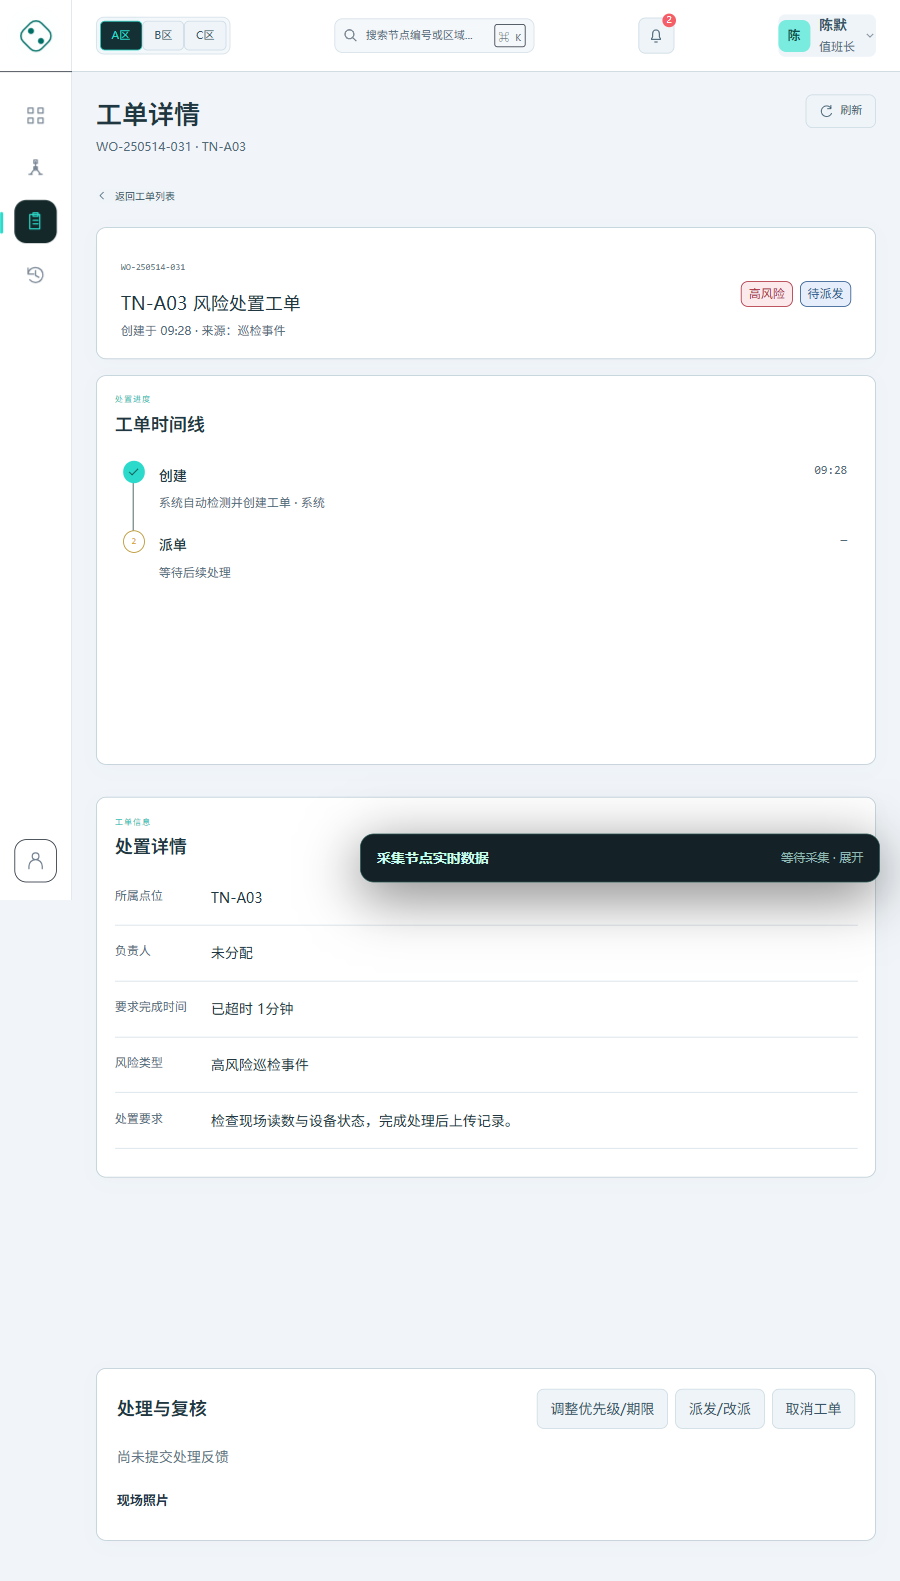 A区 B区 C区 搜索节点编号或区域... ⌘ K 2 陈 陈默
值班长
工单详情
刷新
WO-250514-031 · TN-A03
返回工单列表
WO-250514-031
TN-A03 风险处置工单
高风险 待派发
创建于 09:28 · 来源：巡检事件
处置进度
工单时间线
创建 09:28
系统自动检测并创建工单 · 系统
2 派单 —
等待后续处理
工单信息
处置详情
采集节点实时数据 等待采集 · 展开
所属点位 TN-A03
负责人 未分配
要求完成时间 已超时 1分钟
风险类型 高风险巡检事件
处置要求 检查现场读数与设备状态，完成处理后上传记录。
处理与复核 调整优先级/期限 派发/改派 取消工单
尚未提交处理反馈
现场照片